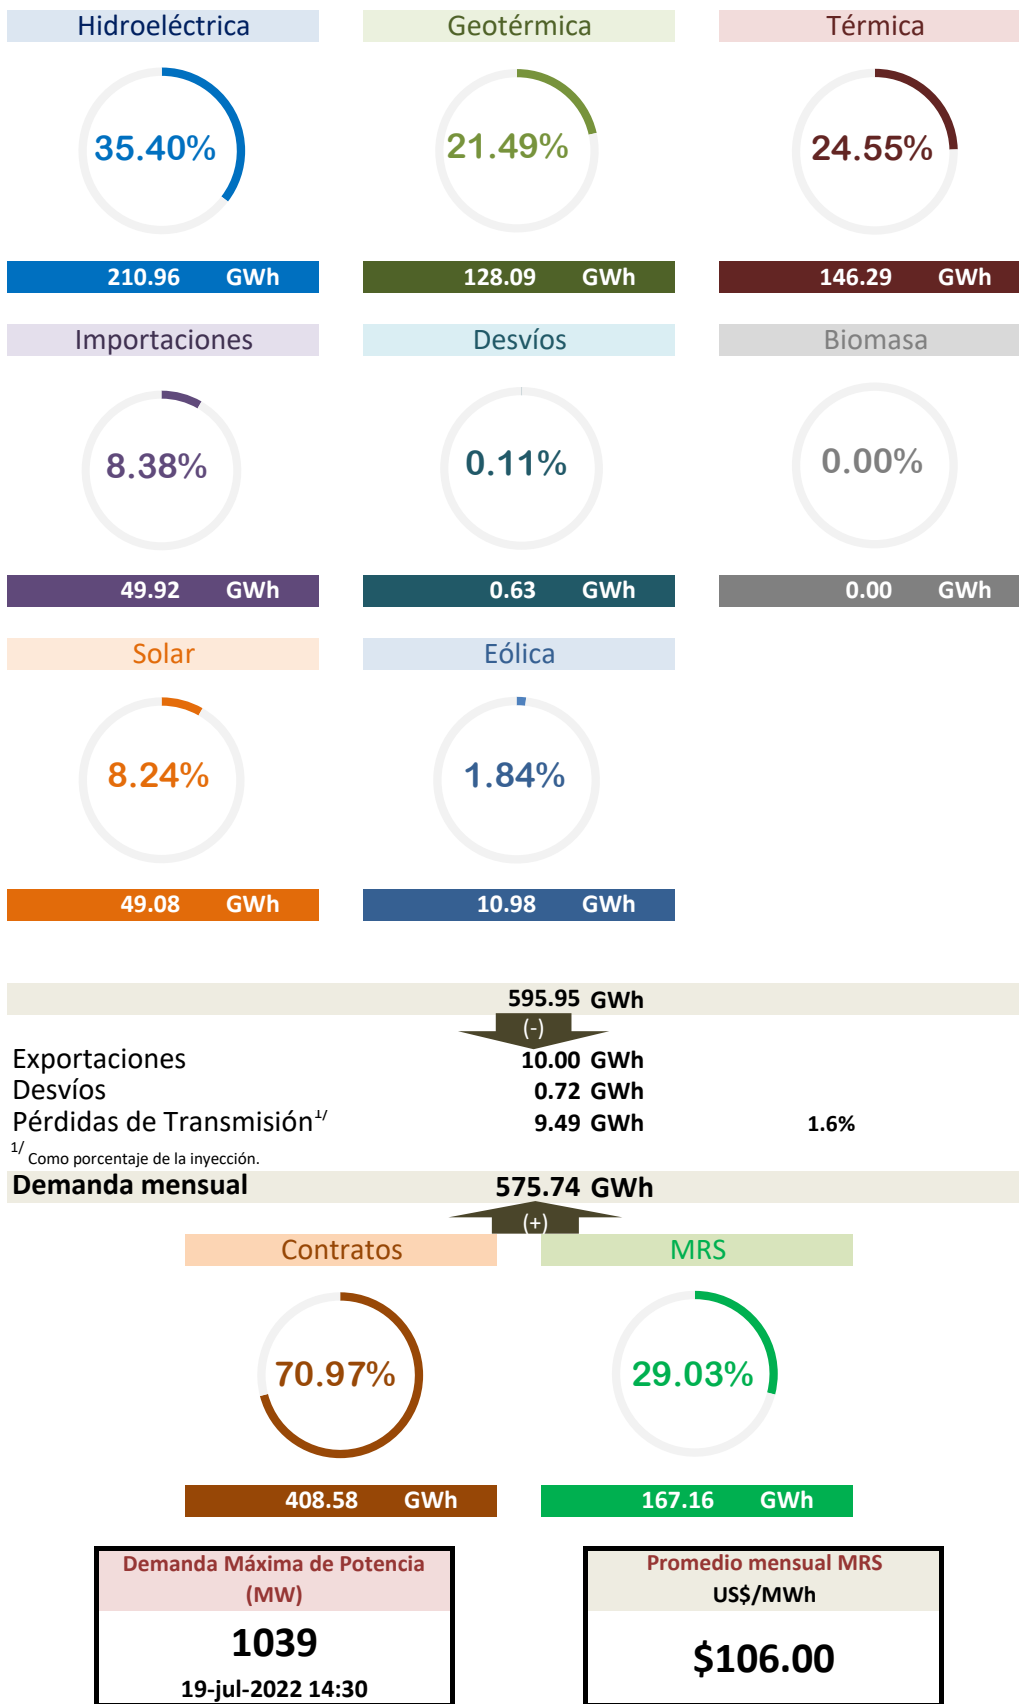 Hidroeléctrica Geotérmica Térmica
35.40% 21.49% 24.55%
210.96 GWh 128.09 GWh 146.29 GWh
Importaciones Desvíos Biomasa
8.38% 0.11% 0.00%
49.92 GWh 0.63 GWh 0.00 GWh
Solar Eólica
8.24% 1.84%
49.08 GWh 10.98 GWh
595.95 GWh
(-)
Exportaciones 10.00 GWh
Desvíos 0.72 GWh
Pérdidas de Transmisión 1/ 9.49 GWh 1.6%
1/ Como porcentaje de la inyección.
Demanda mensual 575.74 GWh
(+)
Contratos MRS
70.97% 29.03%
408.58 GWh 167.16 GWh
Demanda Máxima de Potencia
(MW)
1039
19-jul-2022 14:30
Promedio mensual MRS
US$/MWh
$106.00